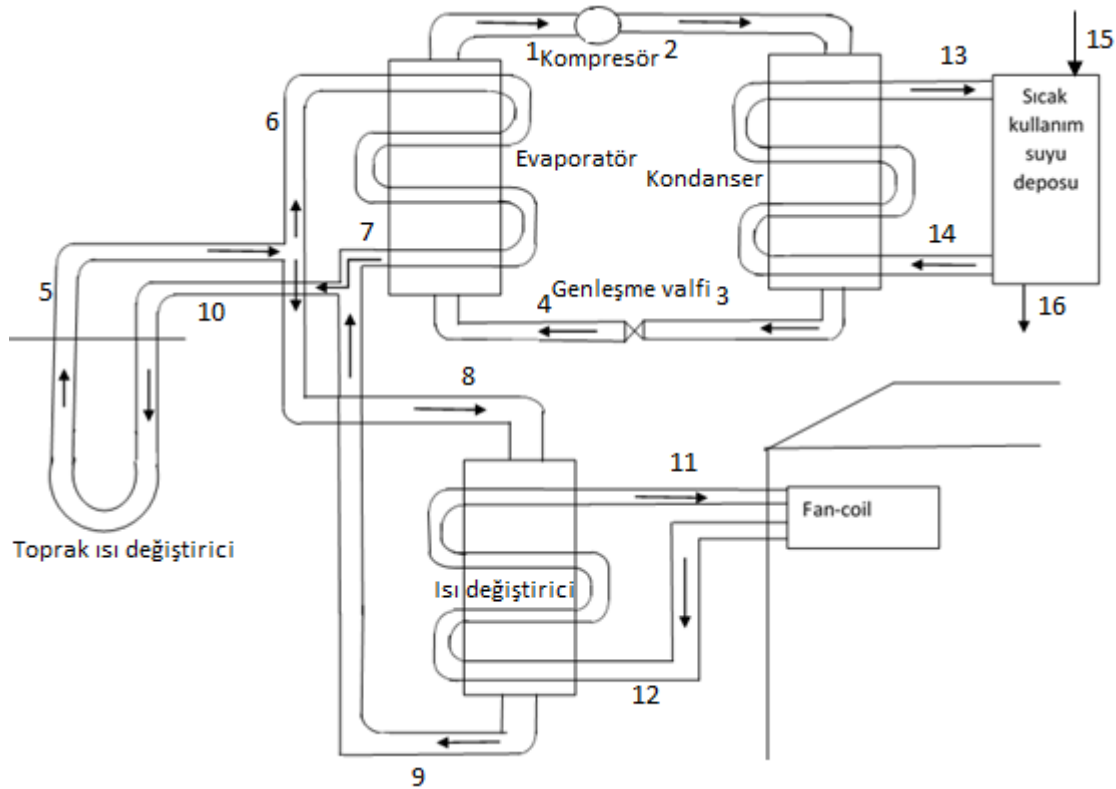 1
Kompresör
2
13
15
6
Sıcak
kullanım
suyu
deposu
Evaporatör
Kondanser
7
14
5
10
4
Genleşme valfi
3
16
8
11
Fan-coil
Toprak ısı değiştirici
Isı değiştirici
12
9